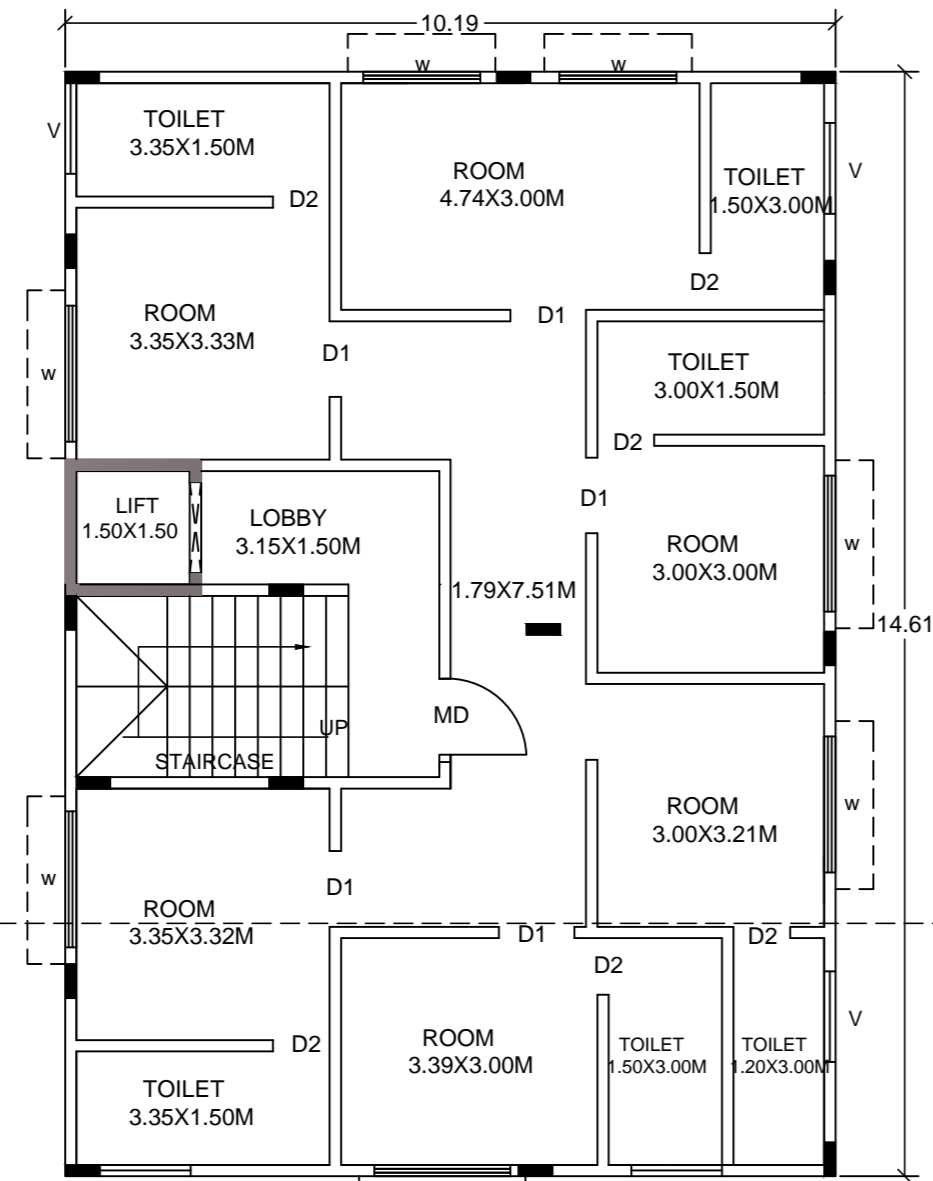 10.19
w
w
TOILET
3.35X1.50M
V
ROOM
4.74X3.00M
V
TOILET
1.50X3.00M
D2
D2
ROOM
3.35X3.33M
D1
D1
TOILET
3.00X1.50M
w
D2
D1
LIFT
1.50X1.50
LOBBY
3.15X1.50M
ROOM
3.00X3.00M
w
1.79X7.51M
14.61
MD
UP
STAIRCASE
ROOM
3.00X3.21M
w
w
D1
ROOM
3.35X3.32M
D1
D2
D2
V
D2
ROOM
3.39X3.00M
TOILET
1.50X3.00M
TOILET
1.20X3.00M
TOILET
3.35X1.50M